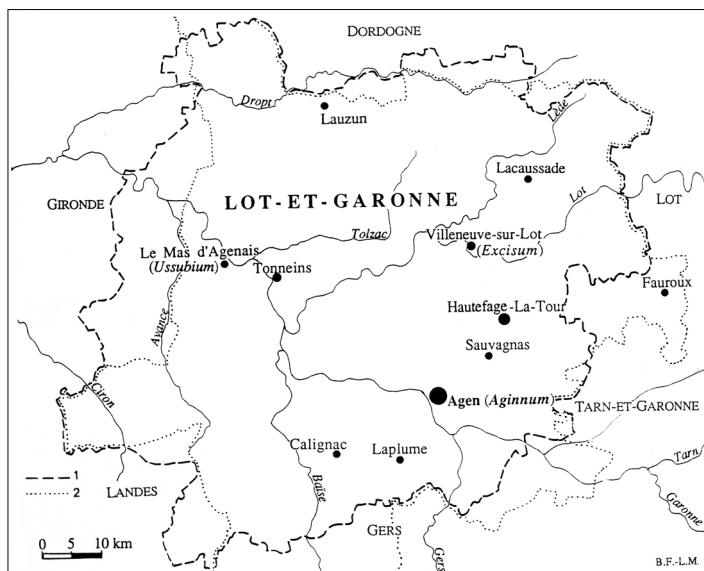 DORDOGNE
Dropt
Lauzun
Lède
Lacaussade
GIRONDE
LOT-ET-GARONNE
Lot
LOT
Tolzac
Villeneuve-sur-Lot
(Excisum)
Le Mas d'Agenais
(Ussubium)
Tonneins
Fauroux
Hautefage-La-Tour
Avance
Sauvagnas
Ciron
Agen (Aginnum)
TARN-ET-GARONNE
Calignac
Laplume
Tarn
1
2
LANDES
Baïse
Garonne
GERS
Gers
0 5 10 km
B.F.-L.M.